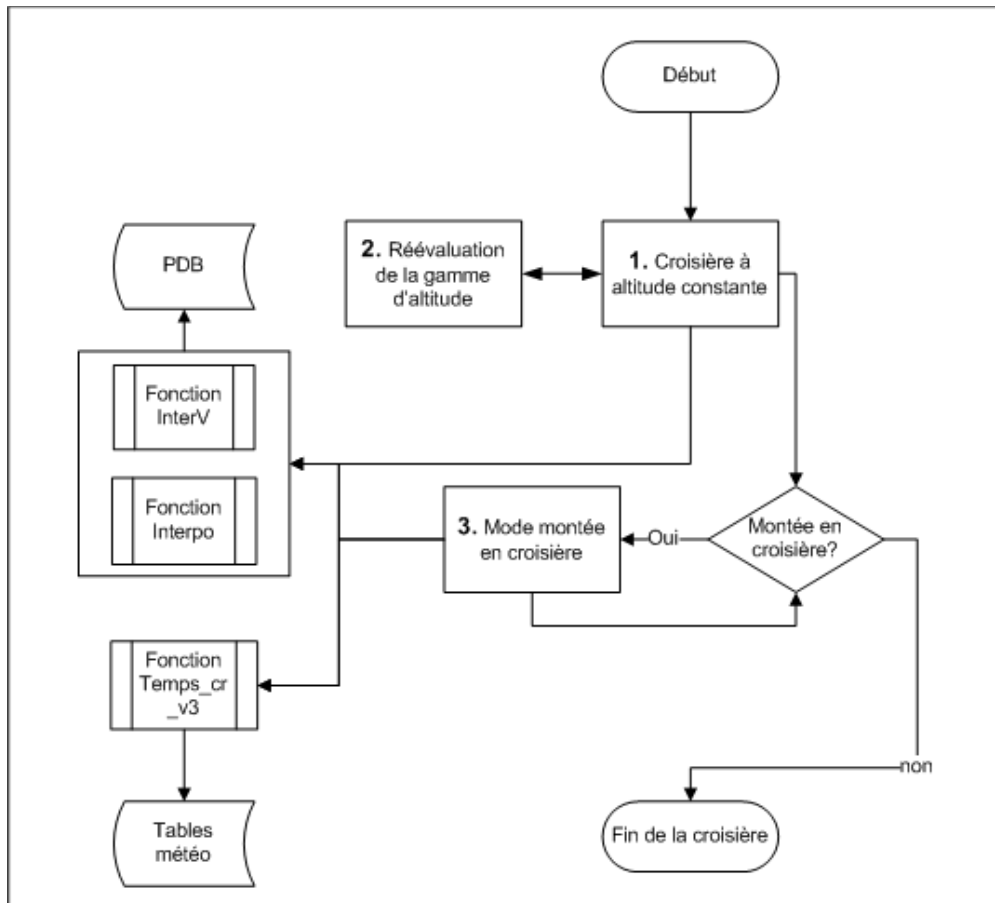 Début
2. Réévaluation
de la gamme
d'altitude
1. Croisière à
altitude constante
PDB
Fonction
InterV
Fonction
Interpo
3. Mode montée
en croisière
Oui
Montée en
croisière?
Fonction
Temps_cr
_v3
non
Tables
météo
Fin de la croisière